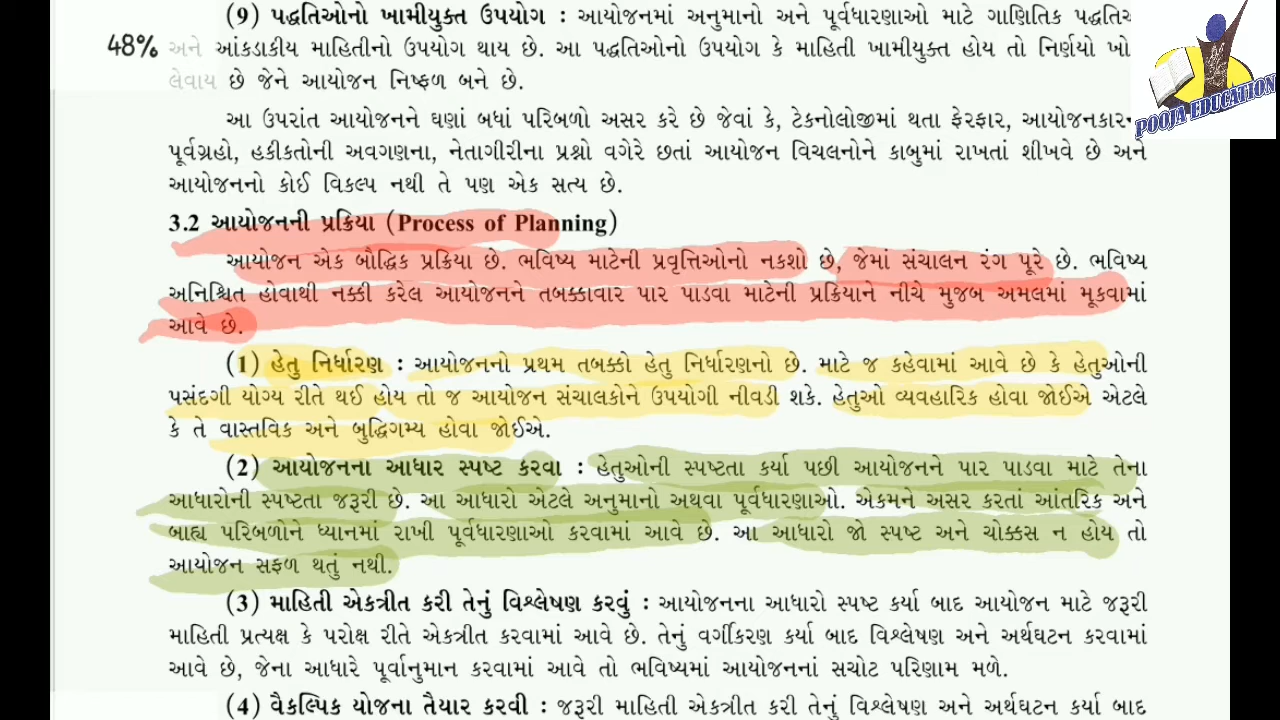 (9) પદ્ધતિઓનો ખામીયુક્ત ઉપયોગ : આયોજનમાં અનુમાનો અને પૂર્વધારણાઓ માટે ગાણિતિક
48%
અને આંકડાકીય માહિતીનો ઉપયોગ થાય છે. આ પદ્ધતિઓનો ઉપયોગ કે માહિતી ખામીયુક્ત હોય તો નિર્ણયો
લેવાય છે જેને આયોજન નિષ્ફળ બને છે.
POOJA EDUCATION
આ ઉપરાંત આયોજનને ઘણાં બધાં પરિબળો અસર કરે છે જેવાં કે, ટેકનોલોજીમાં થતા ફેરફાર,
પૂર્વગ્રહો, હકીકતોની અવગણના, નેતાગીરીના પ્રશ્નો વગેરે છતાં આયોજન વિચલનોને કાબુમાં રાખતાં શીખવે છે અને
આયોજનનો કોઈ વિકલ્પ નથી તે પણ એક સત્ય છે.
3.2 આયોજનની પ્રક્રિયા (Process of Planning)
આયોજન એક બૌદ્ધિક પ્રક્રિયા છે. ભવિષ્ય માટેની પ્રવૃત્તિઓનો નકશો છે, જેમાં સંચાલન રંગ પૂરે છે. ભવિષ્ય
અનિશ્ચિત હોવાથી નક્કી કરેલ આયોજનને તબક્કાવાર પાર પાડવા માટેની પ્રક્રિયાને નીચે મુજબ અમલમાં મૂકવામાં
આવે છે.
(1) હેતુ નિર્ધારણ : આયોજનનો પ્રથમ તબક્કો હેતુ નિર્ધારણનો છે. માટે જ કહેવામાં આવે છે કે હેતુઓની
પસંદગી યોગ્ય રીતે થઈ હોય તો જ આયોજન સંચાલકોને ઉપયોગી નીવડી શકે. હેતુઓ વ્યવહારિક હોવા જોઈએ એટલે
કે તે વાસ્તવિક અને બુદ્ધિગમ્ય હોવા જોઈએ.
(2) આયોજનના આધાર સ્પષ્ટ કરવા : હેતુઓની સ્પષ્ટતા કર્યા પછી આયોજનને પાર પાડવા માટે તેના
આધારોની સ્પષ્ટતા જરૂરી છે. આ આધારો એટલે અનુમાનો અથવા પૂર્વધારણાઓ. એકમને અસર કરતાં આંતરિક અને
બાહ્ય પરિબળોને ધ્યાનમાં રાખી પૂર્વધારણાઓ કરવામાં આવે છે. આ આધારો જો સ્પષ્ટ અને ચોક્કસ ન હોય તો
આયોજન સફળ થતું નથી.
(3) માહિતી એકત્રીત કરી તેનું વિશ્લેષણ કરવું : આયોજનના આધારો સ્પષ્ટ કર્યા બાદ આયોજન માટે જરૂરી
માહિતી પ્રત્યક્ષ કે પરોક્ષ રીતે એકત્રીત કરવામાં આવે છે. તેનું વર્ગીકરણ કર્યા બાદ વિશ્લેષણ અને અર્થઘટન કરવામાં
આવે છે, જેના આધારે પૂર્વાનુમાન કરવામાં આવે તો ભવિષ્યમાં આયોજનનાં સચોટ પરિણામ મળે.
(4) વૈકલ્પિક યોજના તૈયાર કરવી : જરૂરી માહિતી એકત્રીત કરી તેનું વિશ્લેષણ અને અર્થઘટન કર્યા બાદ